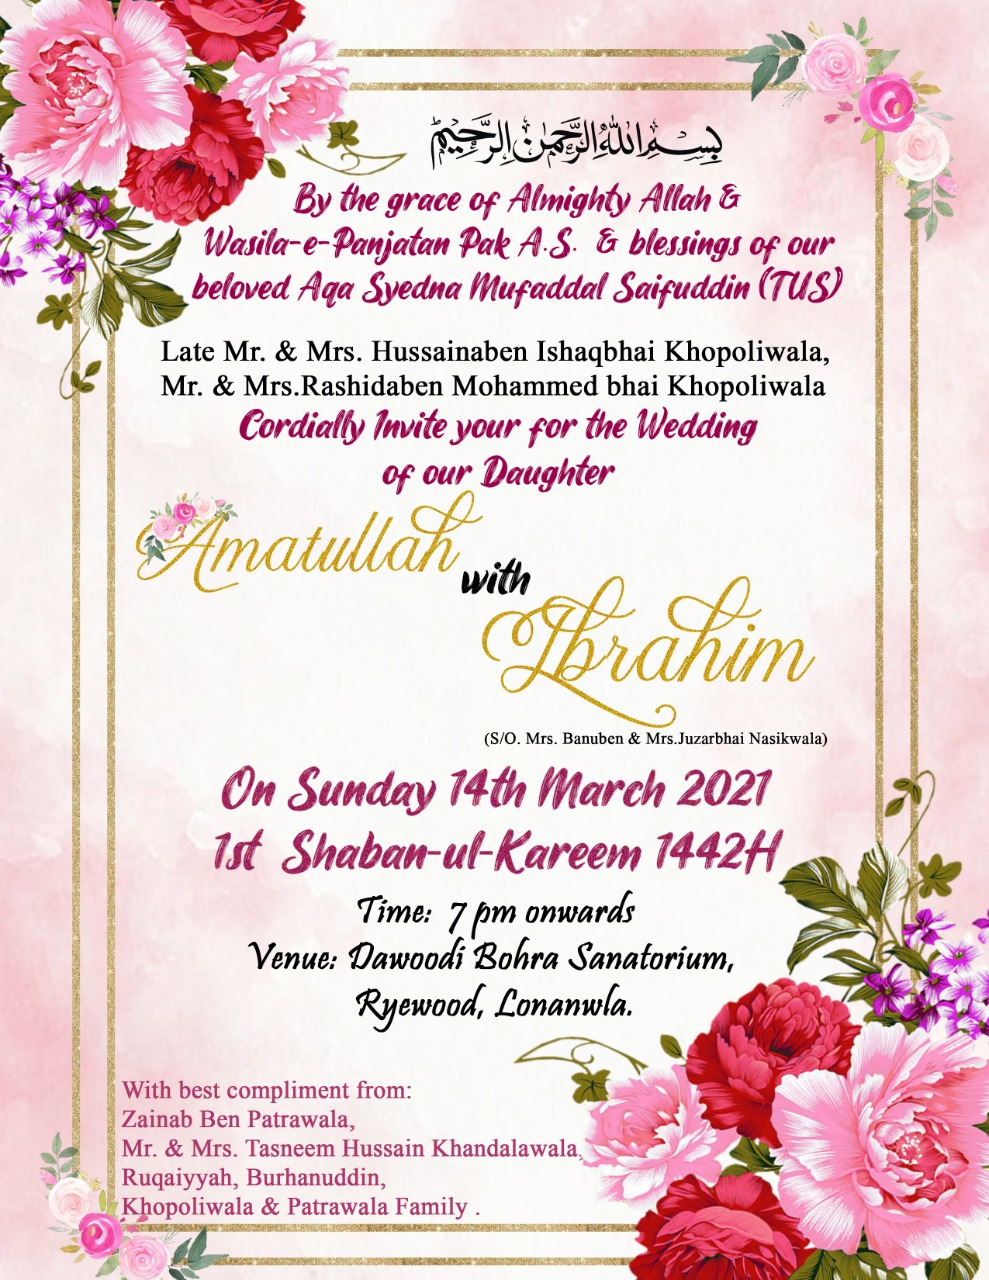 بِسْمِ اللهِ الرَّحْمٰنِ الرَّحِيْمِ
By the grace of Almighty Allah &
Wasila-e-Panjatan Pak A.S. & blessings of our
beloved Aqa Syedna Mufaddal Saifuddin (TUS)
Late Mr. & Mrs. Hussainaben Ishaqbhai Khopoliwala,
Mr. & Mrs.Rashidaben Mohammed bhai Khopoliwala
Cordially Invite your for the Wedding
of our Daughter
Amatullah
with
Ibrahim
(S/O. Mrs. Banuben & Mrs.Juzarbhai Nasikwala)
On Sunday 14th March 2021
1st Shaban-ul-Kareem 1442H
Time: 7 pm onwards
Venue: Dawoodi Bohra Sanatorium,
Ryewood, Lonanwla.
With best compliment from:
Zainab Ben Patrawala,
Mr. & Mrs. Tasneem Hussain Khandalawala,
Ruqaiyyah, Burhanuddin,
Khopoliwala & Patrawala Family .